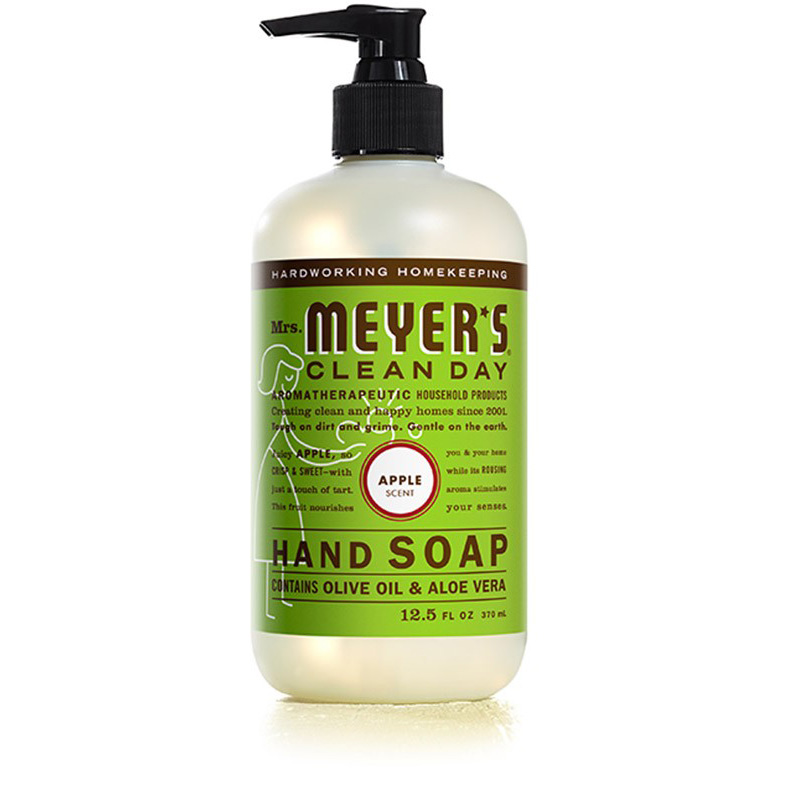 HARDWORKING HOMEKEEPING
Mrs. MEYER'S
CLEAN DAY
AROMATHERAPEUTIC HOUSEHOLD PRODUCTS
Creating clean and happy homes since 2001.
Tough on dirt and grime. Gentle on the earth.
Juicy APPLE, so
CRISP & SWEET-with
just a touch of tart.
This fruit nourishes
APPLE
SCENT
you & your home
while its ROUSING
aroma stimulates
your senses.
HAND SOAP
CONTAINS OLIVE OIL & ALOE VERA
12.5 FL OZ 370 mL